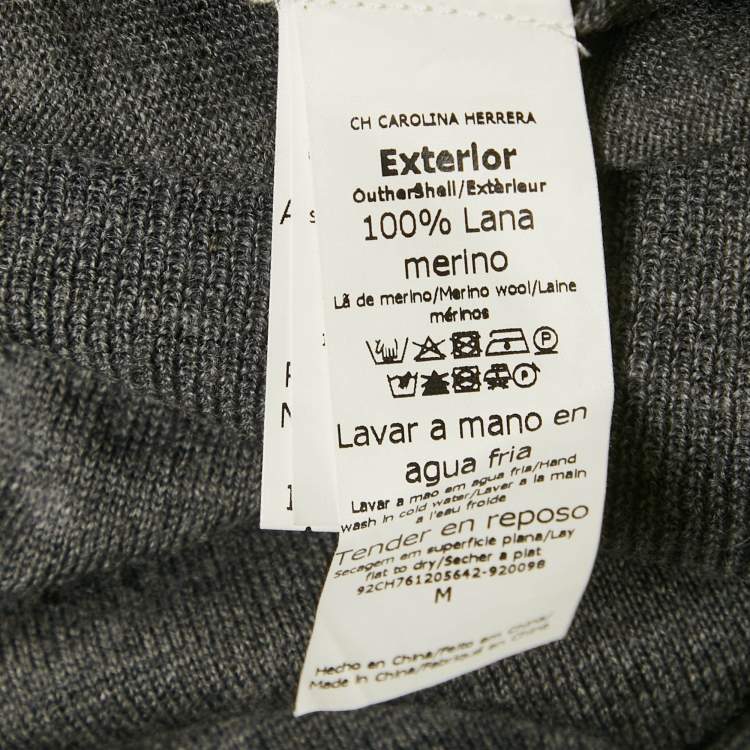 CH CAROLINA HERRERA
Exterior
OutherShell/Extèrieur
100% Lana
merino
Lã de merino/Merino wool/Laine
mérinos
Lavar a mano en
agua fria
Lavar a mao em agua fria/Hand
wash in cold water/Laver a la main
a l'eau froide
Tender en reposo
Secagem em superficie plana/Lay
flat to dry/Secher a plat
92CH761205642-920098
M
Hecho en China/Feito em China/
Made in China/Fabriqué en China